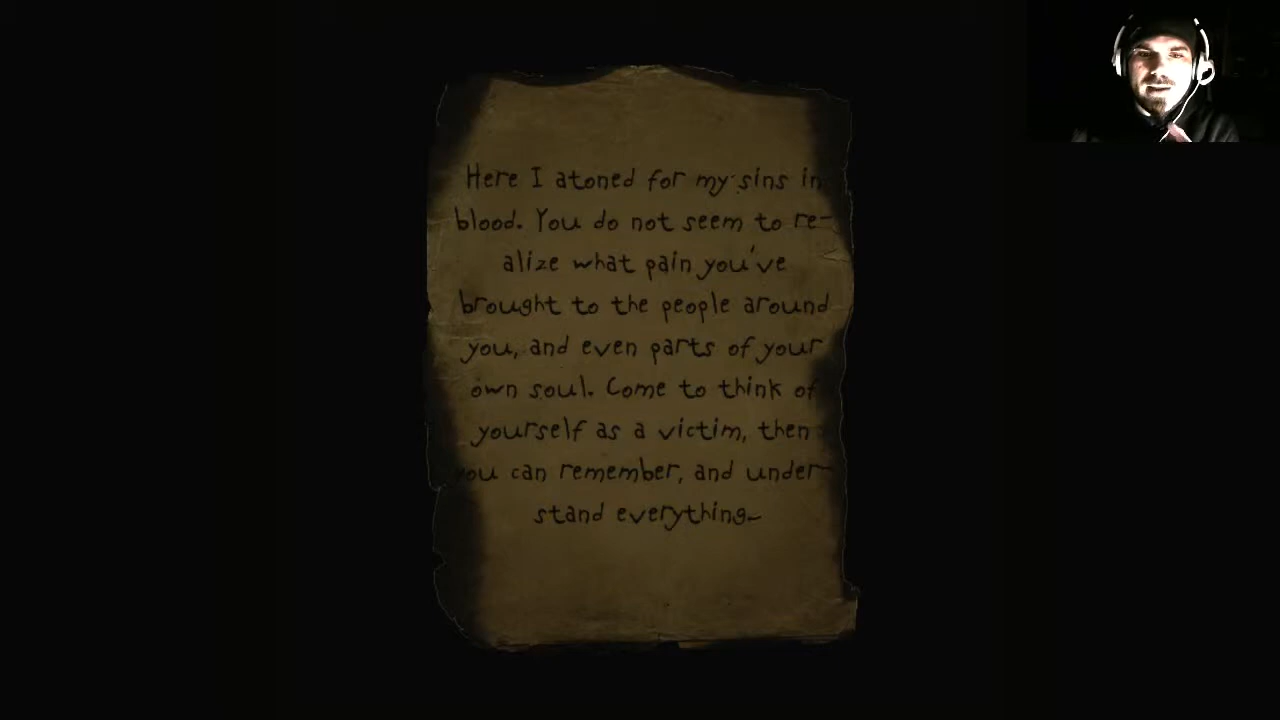 Here I atoned for my sins in
blood. You do not seem to re-
alize what pain you've
brought to the people around
you, and even parts of your
own soul. Come to think of
yourself as a victim, then
you can remember, and under-
stand everything-